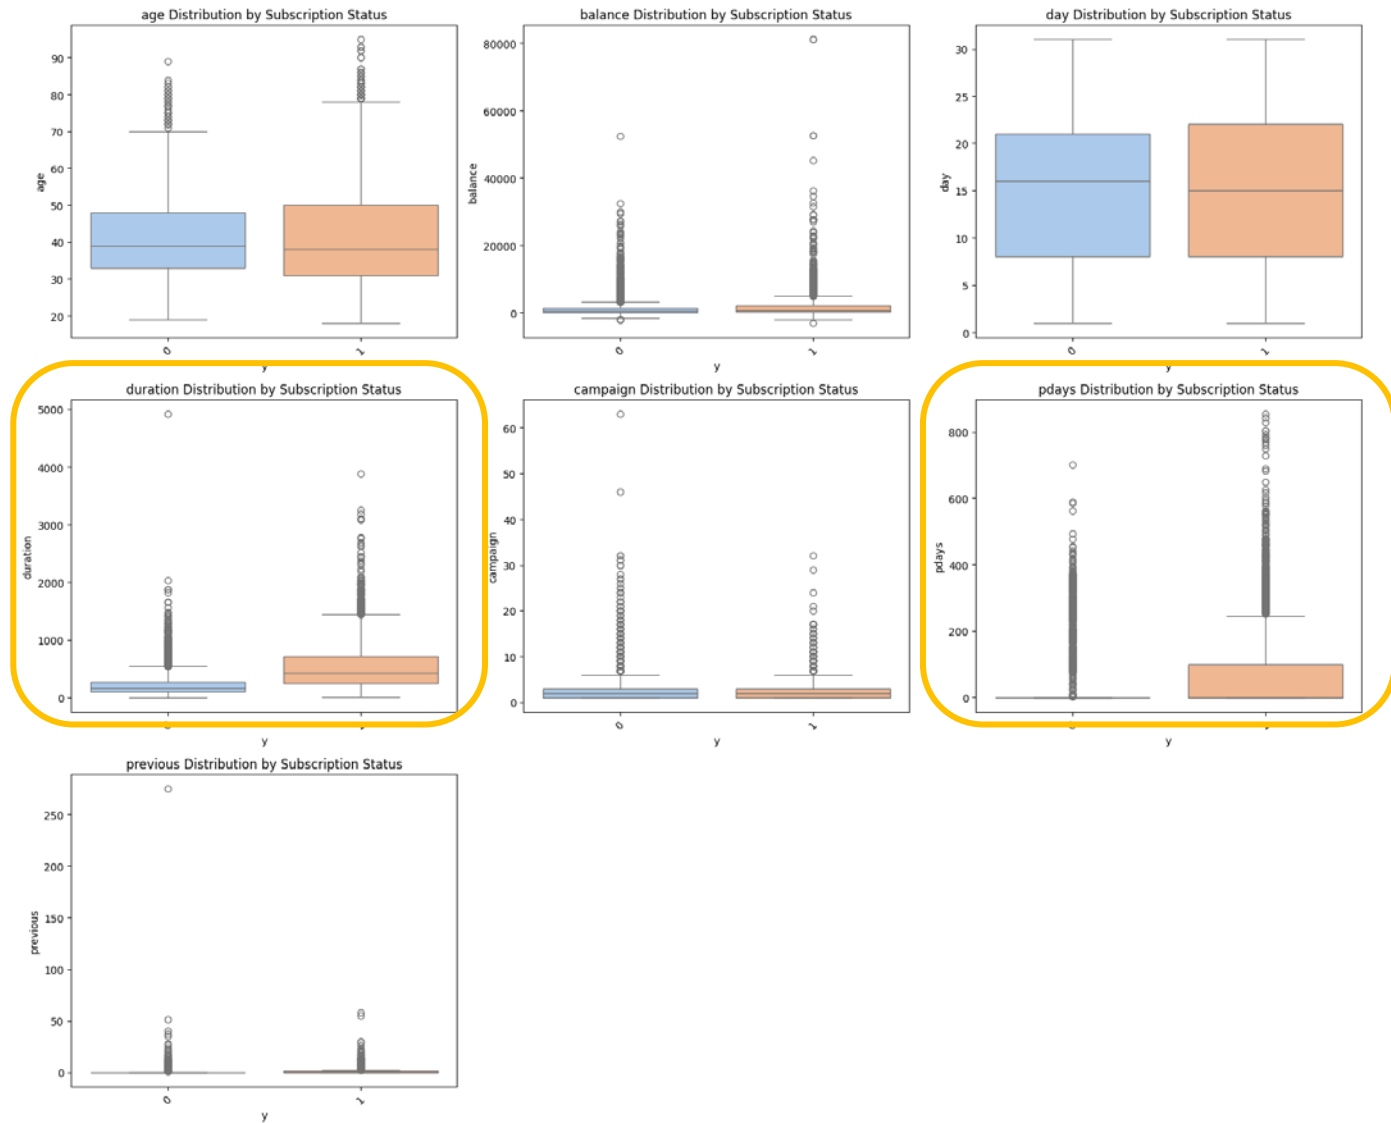 age Distribution by Subscription Status
90
80
70
60
50
40
30
20
age
0
1
y
balance Distribution by Subscription Status
80000
60000
40000
20000
0
balance
0
1
y
day Distribution by Subscription Status
30
25
20
15
10
5
0
day
0
1
y
duration Distribution by Subscription Status
5000
4000
3000
2000
1000
0
duration
y
campaign Distribution by Subscription Status
60
50
40
30
20
10
0
campaign
0
1
y
pdays Distribution by Subscription Status
800
600
400
200
0
pdays
y
previous Distribution by Subscription Status
250
200
150
100
50
0
previous
0
1
y